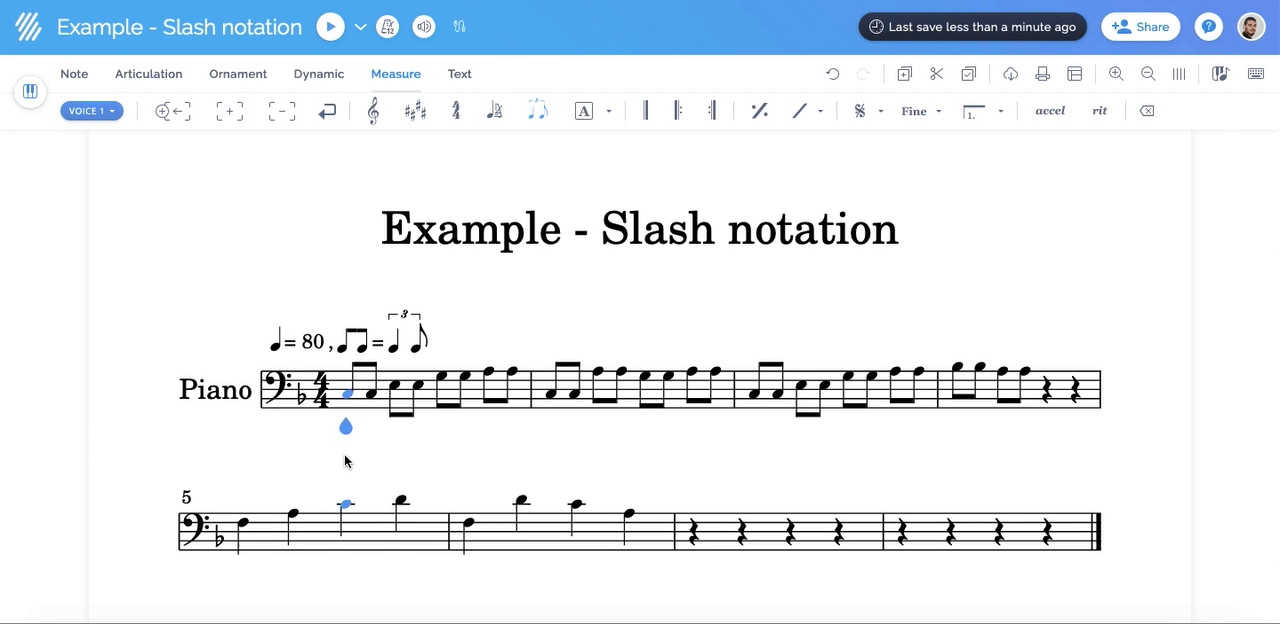 Example - Slash notation
Last save less than a minute ago
Share
Note Articulation Ornament Dynamic Measure Text
VOICE 1 A Fine 1. accel rit
Example - Slash notation
3
= 80 , =
Piano
4
4
5